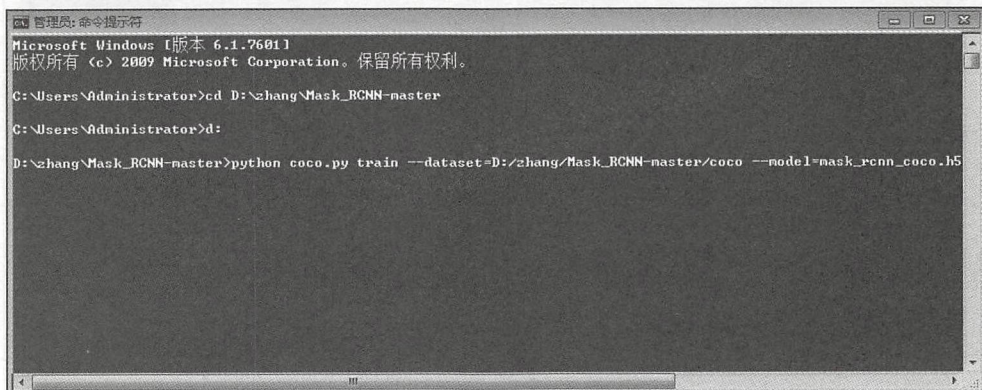 管理员: 命令提示符
Microsoft Windows [版本 6.1.7601]
版权所有 (c) 2009 Microsoft Corporation。保留所有权利。
C:\Users\Administrator>cd D:\zhang\Mask_RCNN-master
C:\Users\Administrator>d:
D:\zhang\Mask_RCNN-master>python coco.py train --dataset=D:/zhang/Mask_RCNN-master/coco --model=mask_rcnn_coco.h5